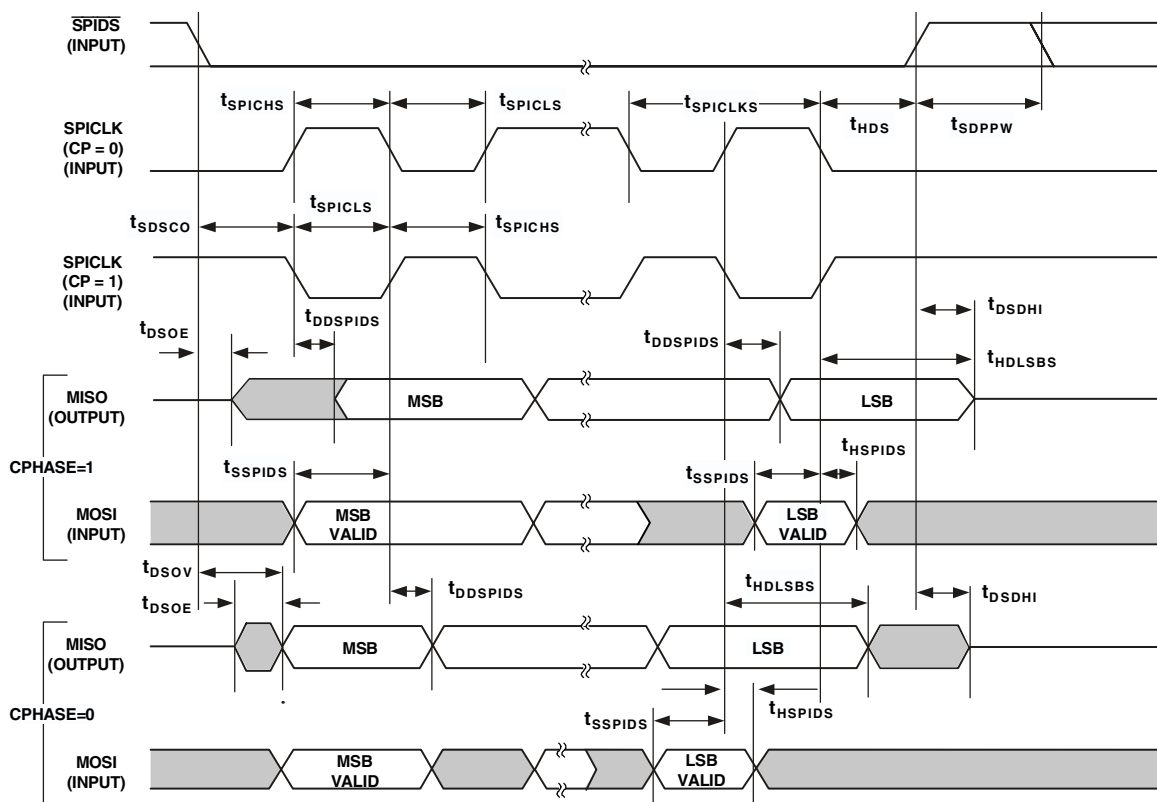 SPIDS
(INPUT)
tSPICHS
tSPICLS
tSPICLKS
tHDS
tSDPPW
SPICLK
(CP = 0)
(INPUT)
tSDSCO
tSPICLS
tSPICHS
SPICLK
(CP = 1)
(INPUT)
tDSOE
tDDSPIDS
tDDSPIDS
tDSDHI
tHDLSBS
MISO
(OUTPUT)
MSB
LSB
CPHASE=1
tSSPIDS
tSSPIDS
tHSPIDS
MOSI
(INPUT)
MSB
VALID
LSB
VALID
tDSOV
tDSOE
tDDSPIDS
tHDLSBS
tDSDHI
MISO
(OUTPUT)
MSB
LSB
CPHASE=0
tSSPIDS
tHSPIDS
MOSI
(INPUT)
MSB
VALID
LSB
VALID